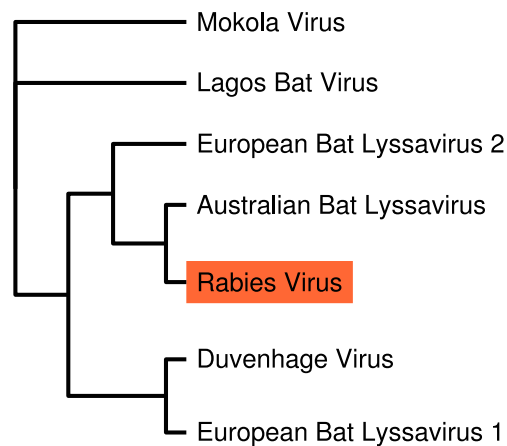 Mokola Virus
Lagos Bat Virus
European Bat Lyssavirus 2
Australian Bat Lyssavirus
Rabies Virus
Duvenhage Virus
European Bat Lyssavirus 1